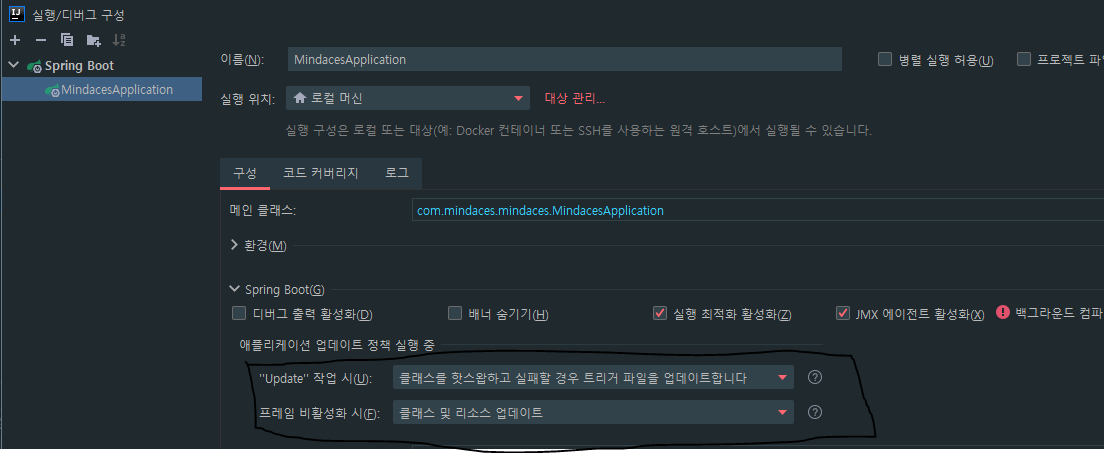 IJ 실행/디버그 구성
Spring Boot
MindacesApplication
이름(N): MindacesApplication 병렬 실행 허용(U) 프로젝트 파
실행 위치: 로컬 머신 대상 관리...
실행 구성은 로컬 또는 대상(예: Docker 컨테이너 또는 SSH를 사용하는 원격 호스트)에서 실행될 수 있습니다.
구성 코드 커버리지 로그
메인 클래스: com.mindaces.mindaces.MindacesApplication
환경(M)
Spring Boot(G)
디버그 출력 활성화(D) 배너 숨기기(H) 실행 최적화 활성화(Z) JMX 에이전트 활성화(X) 백그라운드 컴파
애플리케이션 업데이트 정책 실행 중
"Update" 작업 시(U): 클래스를 핫스왑하고 실패할 경우 트리거 파일을 업데이트합니다 ?
프레임 비활성화 시(F): 클래스 및 리소스 업데이트 ?